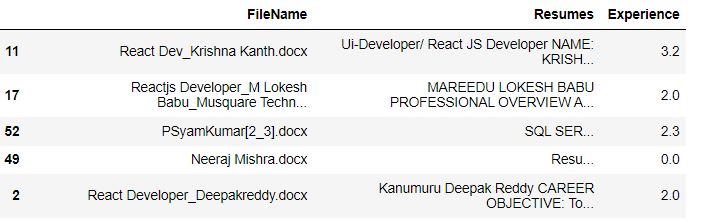 FileName Resumes Experience
11 React Dev_Krishna Kanth.docx Ui-Developer/ React JS Developer NAME: KRISH... 3.2
17 Reactjs Developer_M Lokesh Babu_Musquare Techn... MAREEDU LOKESH BABU PROFESSIONAL OVERVIEW A... 2.0
52 PSyamKumar[2_3].docx SQL SER... 2.3
49 Neeraj Mishra.docx Resu... 0.0
2 React Developer_Deepakreddy.docx Kanumuru Deepak Reddy CAREER OBJECTIVE: To... 2.0